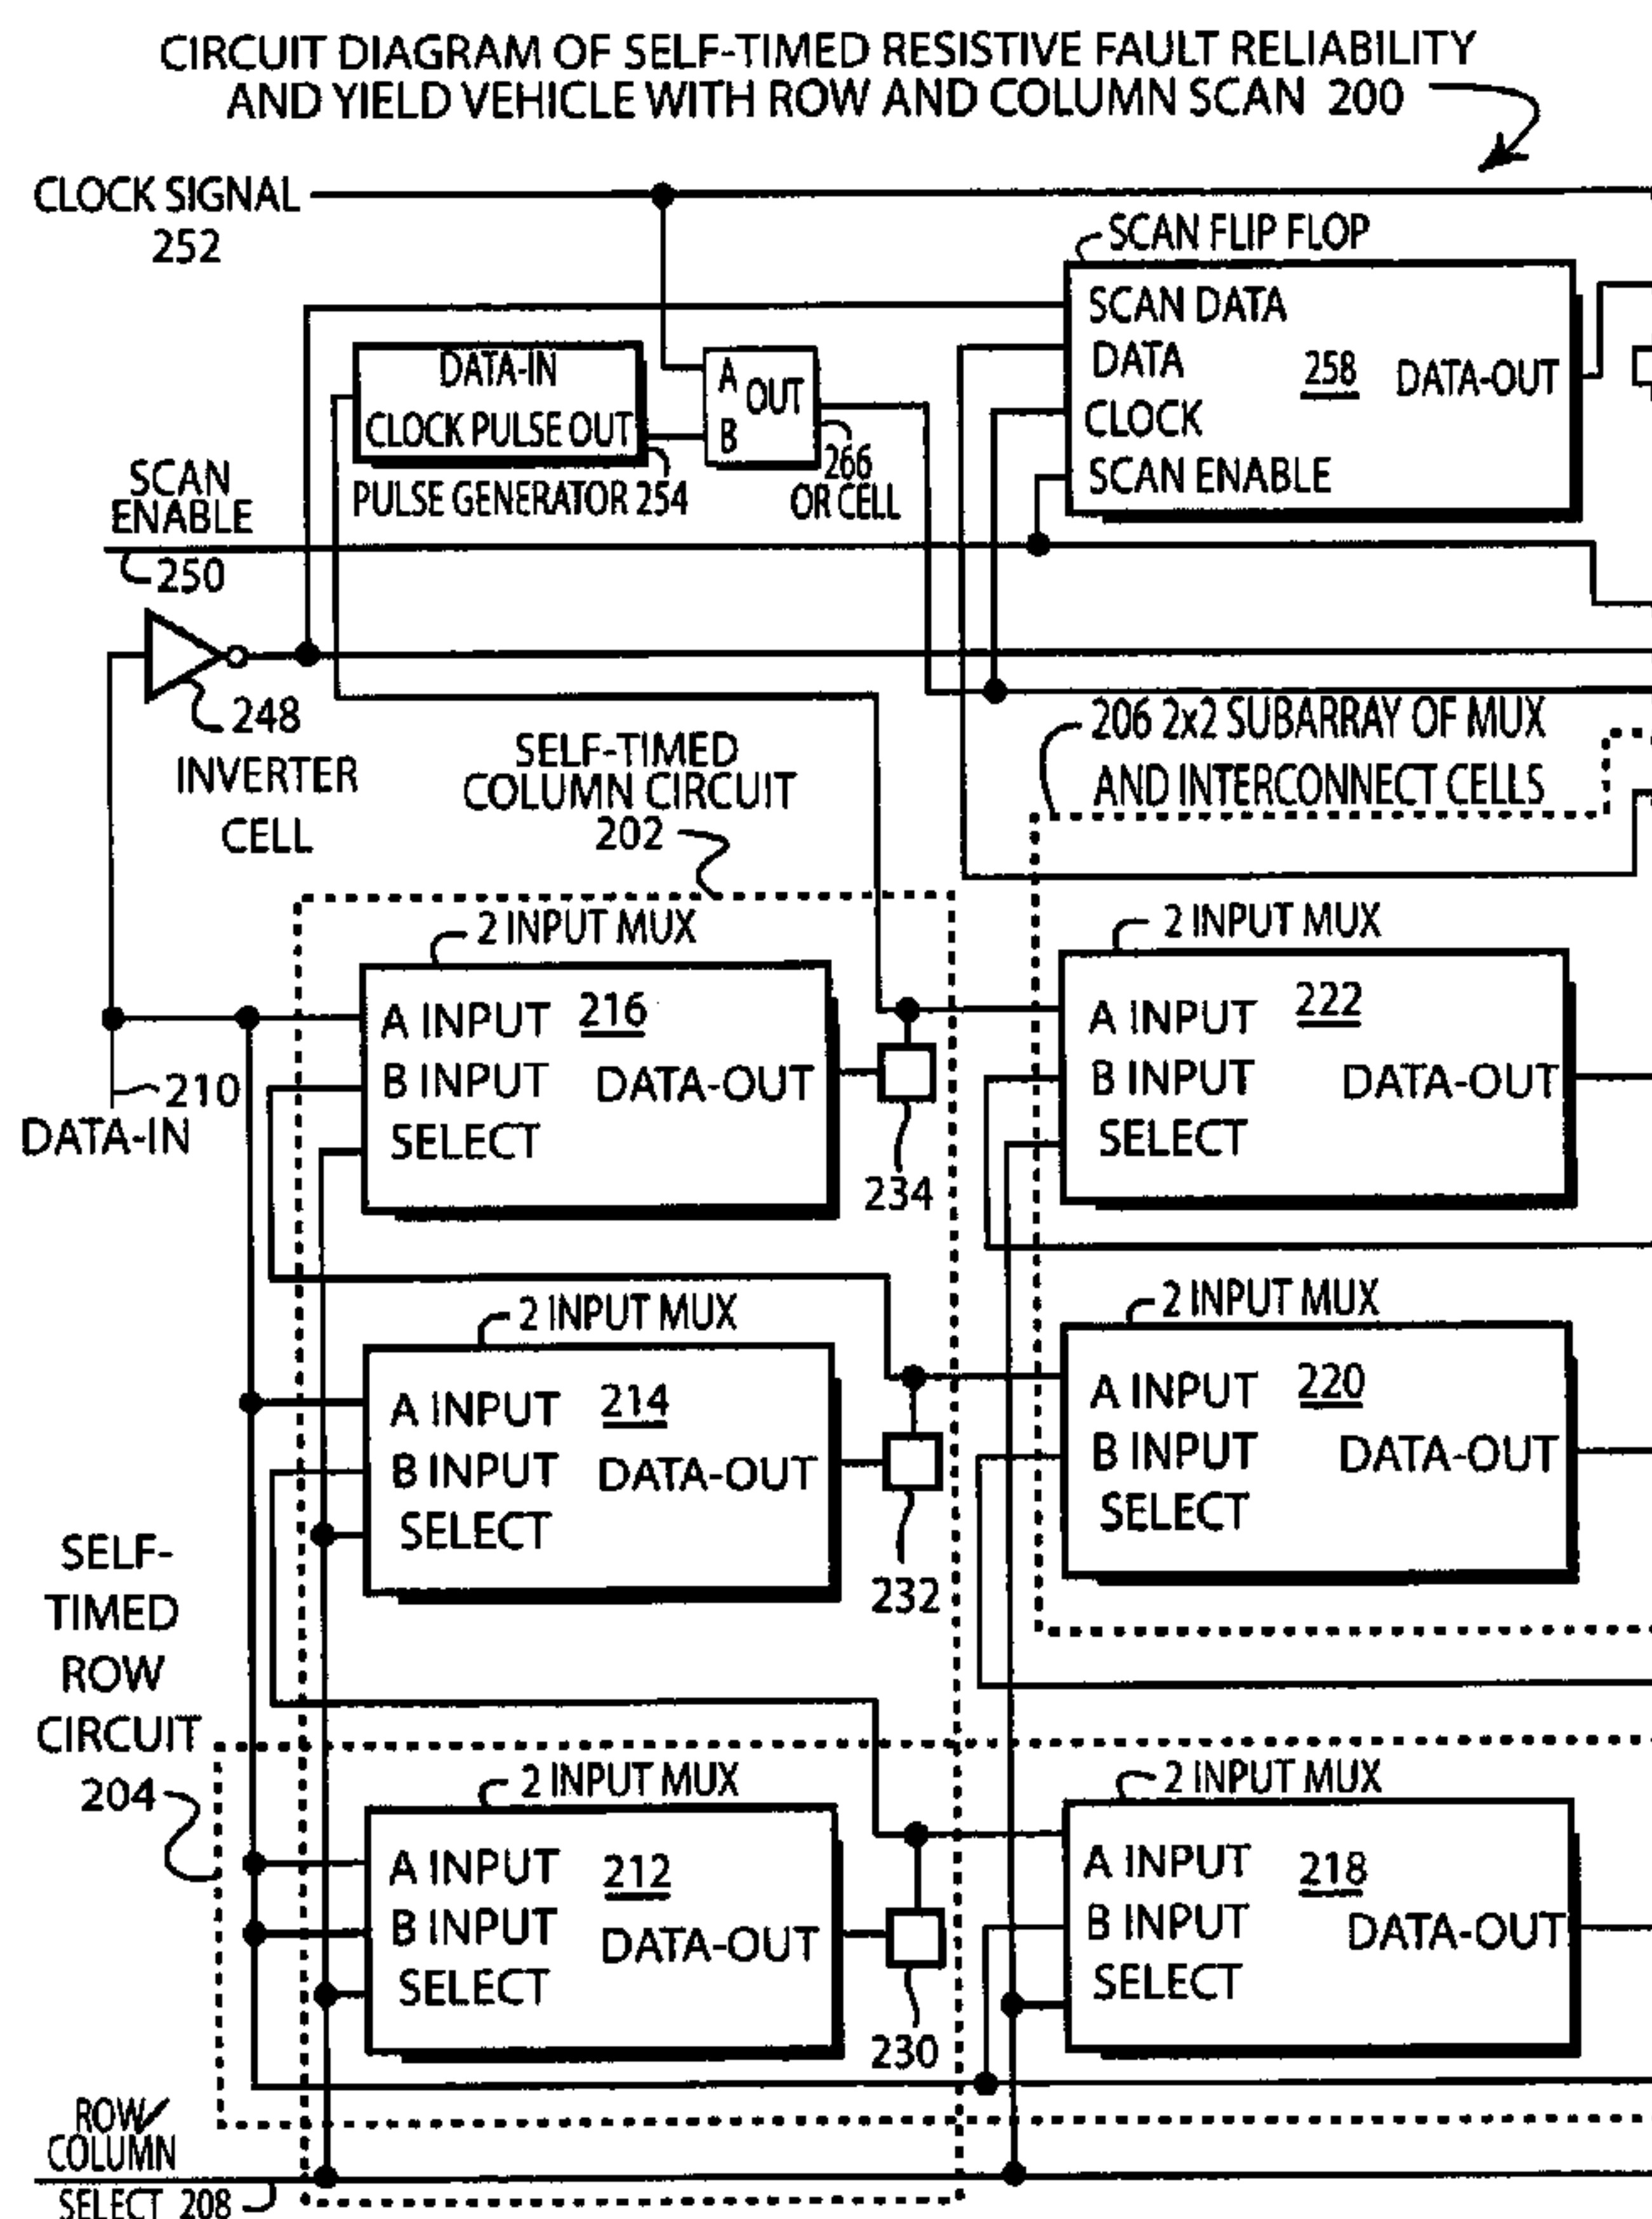 CIRCUIT DIAGRAM OF SELF-TIMED RESISTIVE FAULT RELIABILITY
AND YIELD VEHICLE WITH ROW AND COLUMN SCAN 200
CLOCK SIGNAL
252
SCAN FLIP FLOP
SCAN DATA
DATA
258
DATA-OUT
CLOCK
SCAN ENABLE
DATA-IN
CLOCK PULSE OUT
PULSE GENERATOR 254
A
OUT
B
266
OR CELL
SCAN
ENABLE
250
248
INVERTER
CELL
SELF-TIMED
COLUMN CIRCUIT
202
206 2x2 SUBARRAY OF MUX
AND INTERCONNECT CELLS
2 INPUT MUX
A INPUT 216
B INPUT DATA-OUT
SELECT
234
2 INPUT MUX
A INPUT 222
B INPUT DATA-OUT
SELECT
210
DATA-IN
2 INPUT MUX
A INPUT 214
B INPUT DATA-OUT
SELECT
232
2 INPUT MUX
A INPUT 220
B INPUT DATA-OUT
SELECT
SELF-
TIMED
ROW
CIRCUIT
204
2 INPUT MUX
A INPUT 212
B INPUT DATA-OUT
SELECT
230
2 INPUT MUX
A INPUT 218
B INPUT DATA-OUT
SELECT
ROW/
COLUMN
SELECT 208